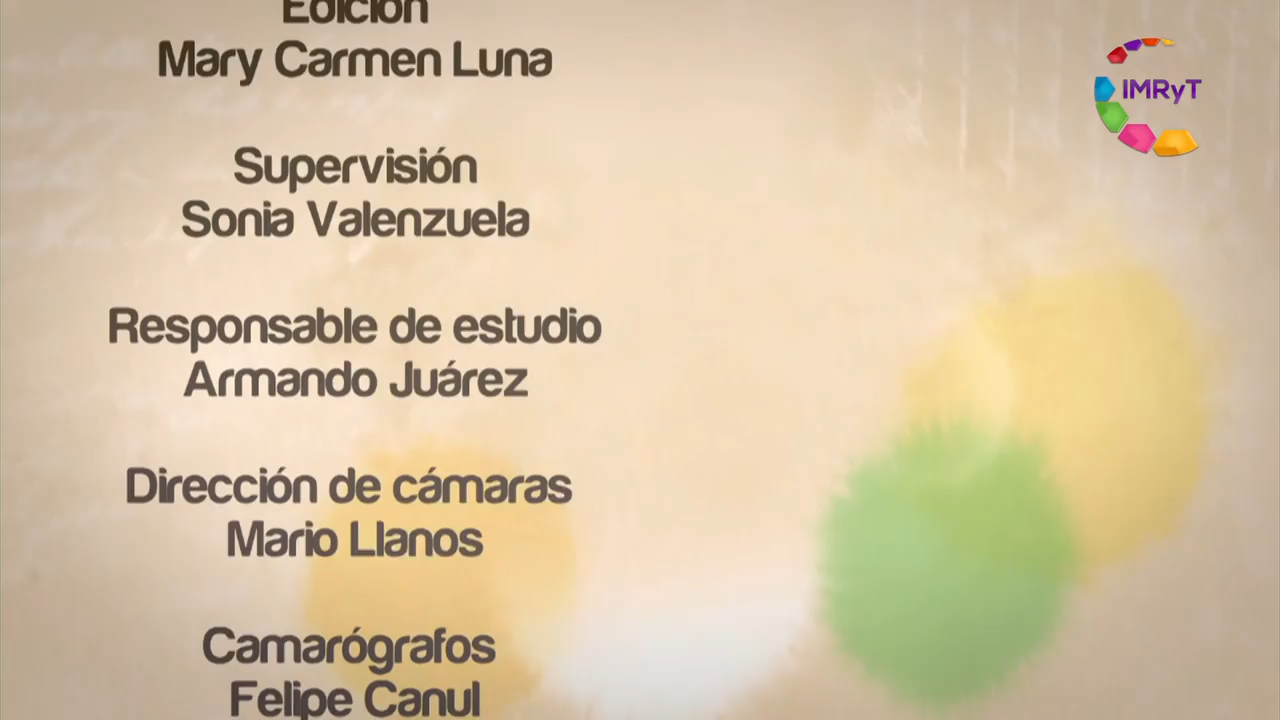 Edición
Mary Carmen Luna
IMRyT
Supervisión
Sonia Valenzuela
Responsable de estudio
Armando Juárez
Dirección de cámaras
Mario Llanos
Camarógrafos
Felipe Canul